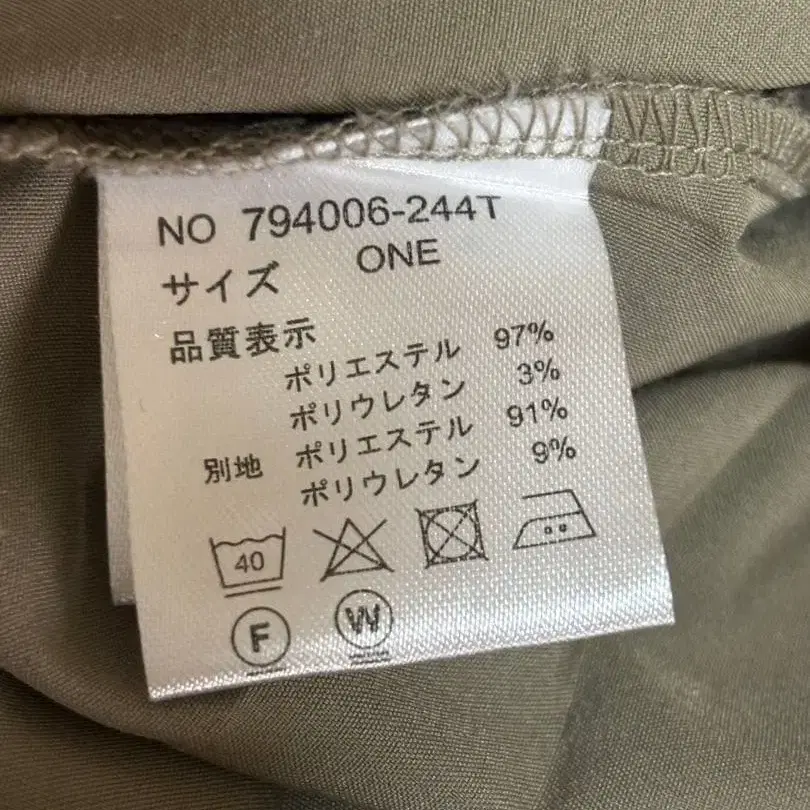 NO 794006-244T
サイズ ONE
品質表示
ポリエステル 97%
ポリウレタン 3%
別地 ポリエステル 91%
ポリウレタン 9%
40
F W